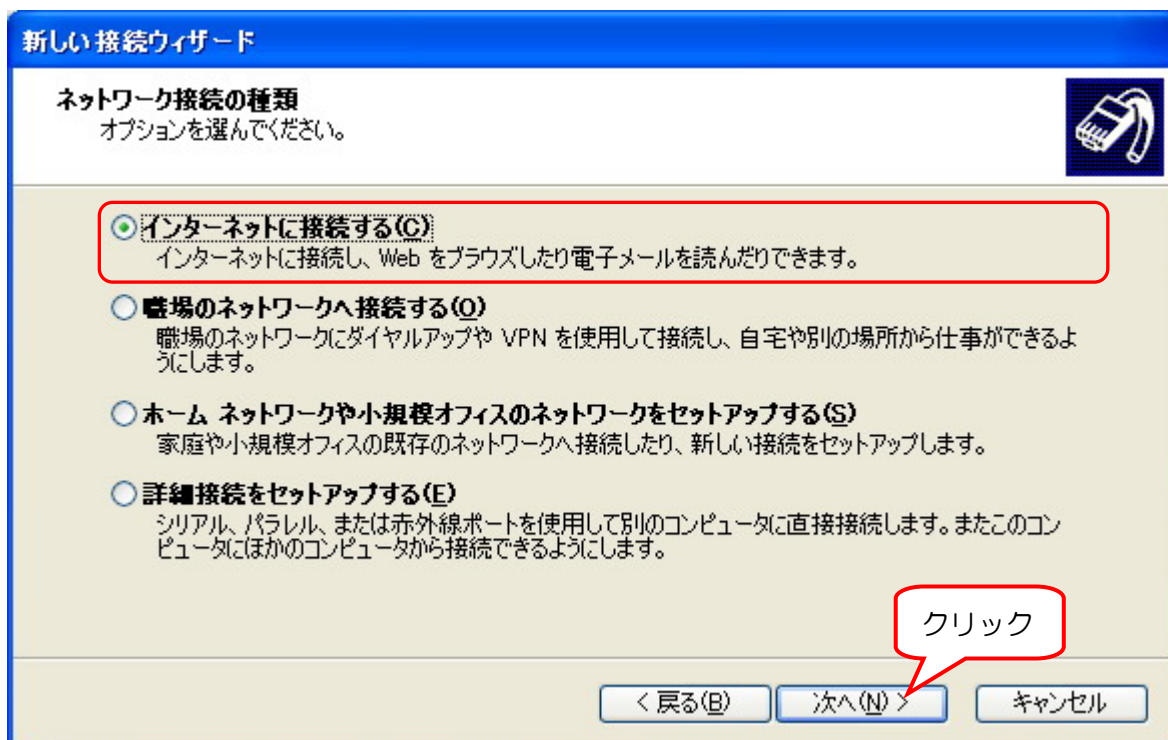 新しい接続ウィザード
ネットワーク接続の種類
オプションを選んでください。
インターネットに接続する(C)
インターネットに接続し、Web をブラウズしたり電子メールを読んだりできます。
職場のネットワークへ接続する(O)
職場のネットワークにダイヤルアップや VPN を使用して接続し、自宅や別の場所から仕事ができるよ
うにします。
ホーム ネットワークや小規模オフィスのネットワークをセットアップする(S)
家庭や小規模オフィスの既存のネットワークへ接続したり、新しい接続をセットアップします。
詳細接続をセットアップする(E)
シリアル、パラレル、または赤外線ポートを使用して別のコンピュータに直接接続します。またこのコン
ピュータにほかのコンピュータから接続できるようにします。
クリック
< 戻る(B) 次へ(N) > キャンセル